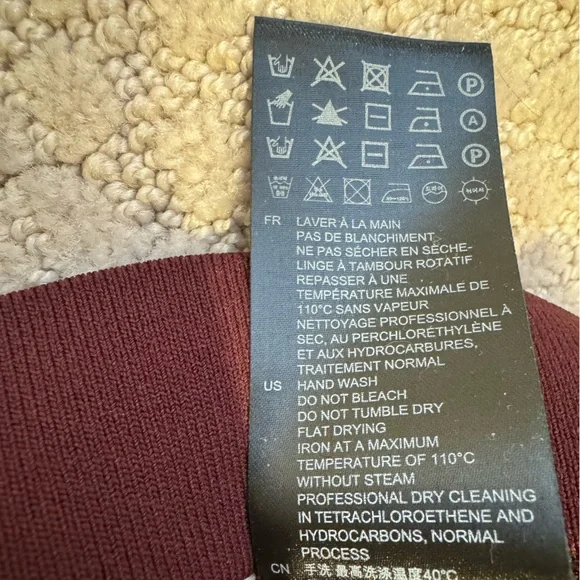 P
A
P
FR LAVER À LA MAIN
PAS DE BLANCHIMENT
NE PAS SÉCHER EN SÈCHE-
LINGE À TAMBOUR ROTATIF
REPASSER À UNE
TEMPÉRATURE MAXIMALE DE
110°C SANS VAPEUR
NETTOYAGE PROFESSIONNEL À
SEC, AU PERCHLORÉTHYLÈNE
ET AUX HYDROCARBURES,
TRAITEMENT NORMAL
US HAND WASH
DO NOT BLEACH
DO NOT TUMBLE DRY
FLAT DRYING
IRON AT A MAXIMUM
TEMPERATURE OF 110°C
WITHOUT STEAM
PROFESSIONAL DRY CLEANING
IN TETRACHLOROETHENE AND
HYDROCARBONS, NORMAL
PROCESS
CN 手洗 最高洗涤温度40°C